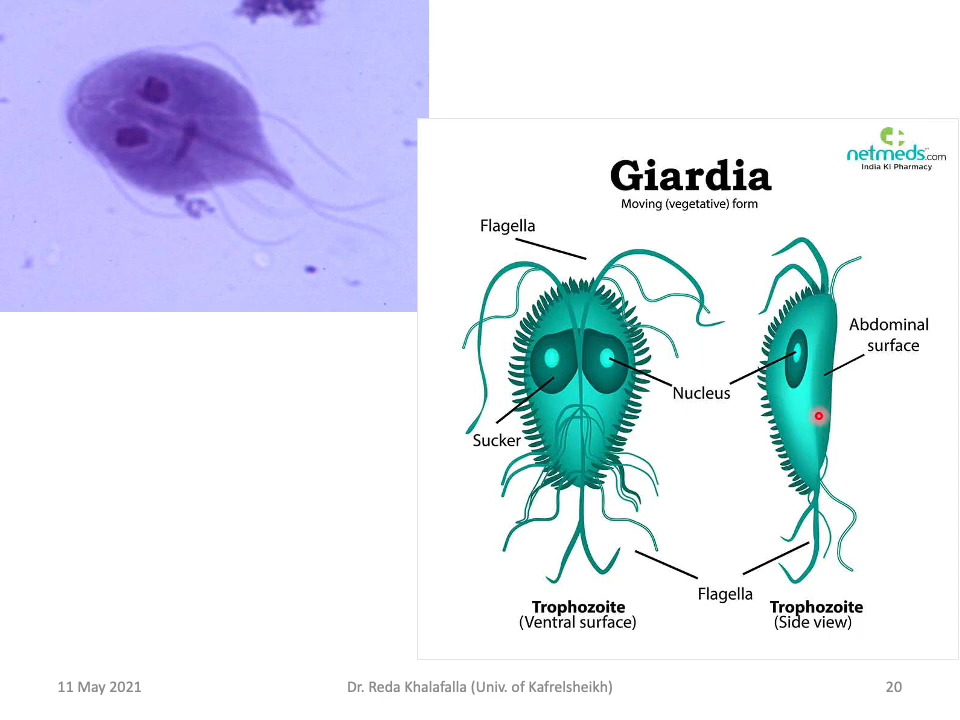 netmeds.com
India Ki Pharmacy
Giardia
Moving (vegetative) form
Flagella
Abdominal
surface
Nucleus
Sucker
Flagella
Trophozoite
(Ventral surface)
Trophozoite
(Side view)
11 May 2021
Dr. Reda Khalafalla (Univ. of Kafrelsheikh)
20